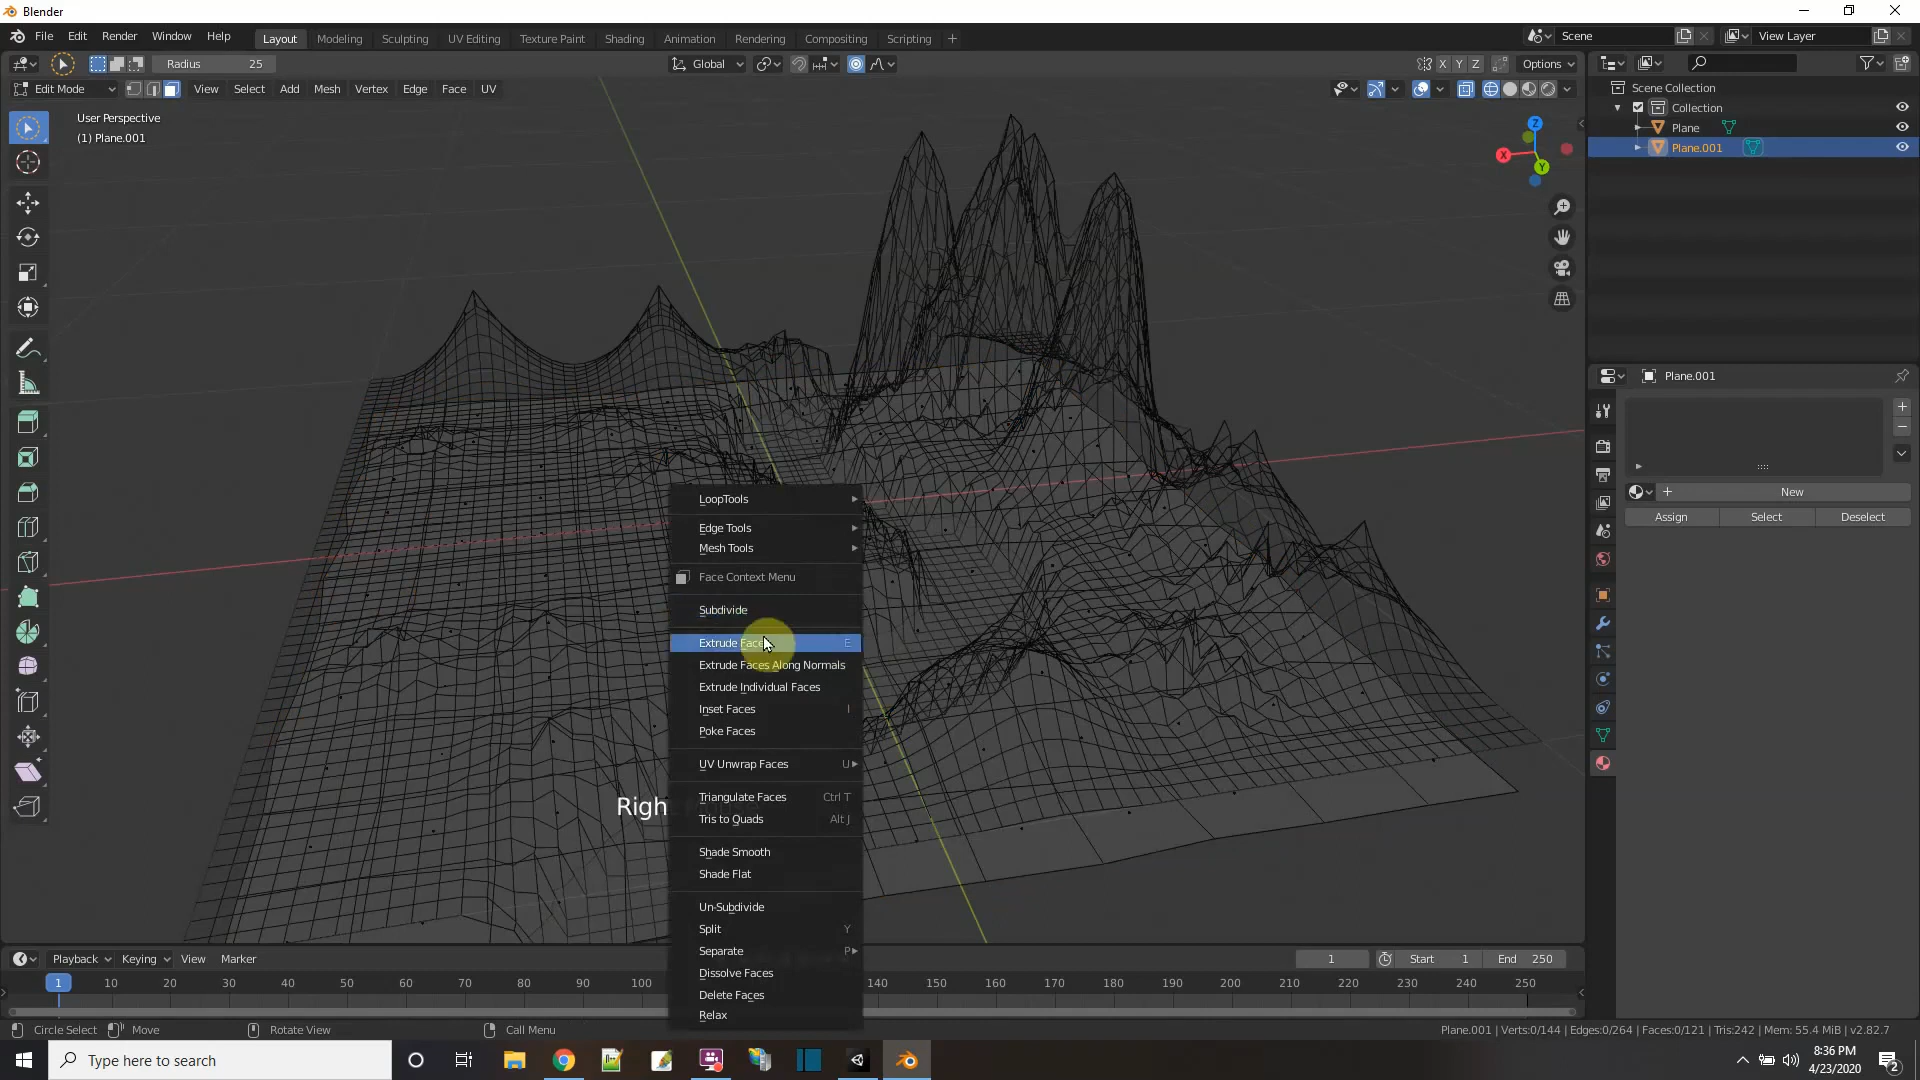 Blender
File Edit Render Window Help Layout Modeling Sculpting UV Editing Texture Paint Shading Animation Rendering Compositing Scripting + Scene View Layer
Radius 25 Global X Y Z Options
Edit Mode View Select Add Mesh Vertex Edge Face UV
User Perspective
(1) Plane.001
Z
X
Y
Scene Collection
Collection
Plane
Plane.001
Plane.001
New
Assign Select Deselect
LoopTools
Edge Tools
Mesh Tools
Face Context Menu
Subdivide
Extrude Face E
Extrude Faces Along Normals
Extrude Individual Faces
Inset Faces I
Poke Faces
UV Unwrap Faces U
Triangulate Faces Ctrl T
Tris to Quads Alt J
Shade Smooth
Shade Flat
Un-Subdivide
Split Y
Separate P
Dissolve Faces
Delete Faces
Relax
Righ
Playback Keying View Marker 1 Start 1 End 250
1 10 20 30 40 50 60 70 80 90 100 140 150 160 170 180 190 200 210 220 230 240 250
Circle Select Move Rotate View Call Menu Plane.001 | Verts:0/144 | Edges:0/264 | Faces:0/121 | Tris:242 | Mem: 55.4 MiB | v2.82.7
Type here to search
8:36 PM
4/23/2020
2